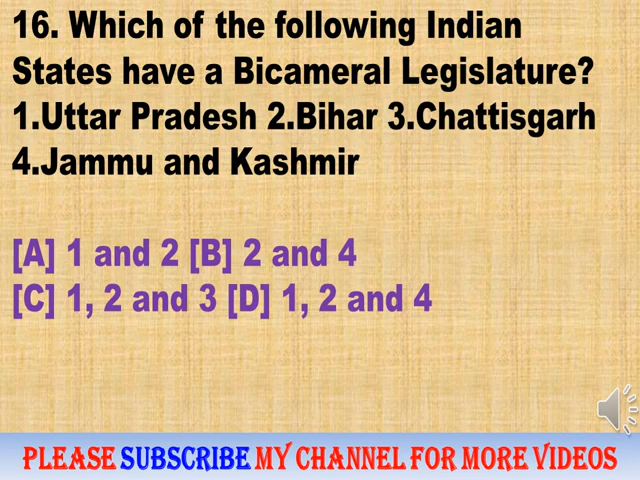 16. Which of the following Indian
States have a Bicameral Legislature?
1.Uttar Pradesh 2.Bihar 3.Chattisgarh
4.Jammu and Kashmir
[A] 1 and 2 [B] 2 and 4
[C] 1, 2 and 3 [D] 1, 2 and 4
PLEASE SUBSCRIBE MY CHANNEL FOR MORE VIDEOS